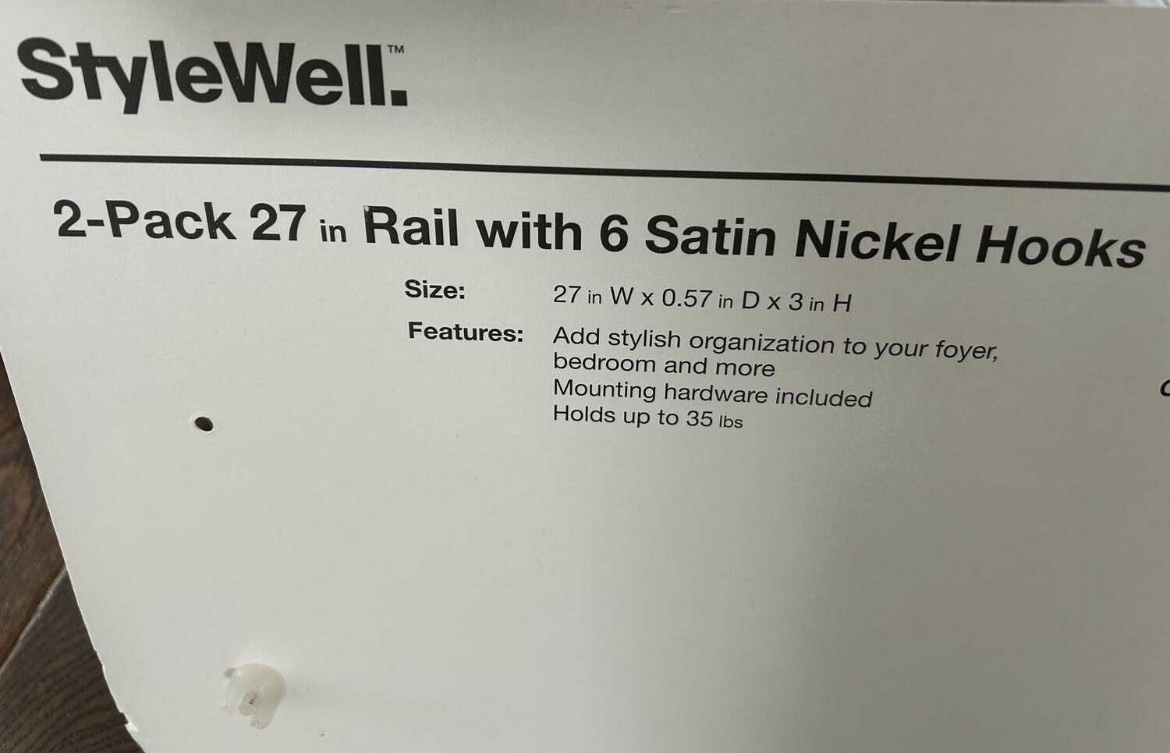 StyleWell.™
2-Pack 27 in Rail with 6 Satin Nickel Hooks
Size: 27 in W x 0.57 in D x 3 in H
Features: Add stylish organization to your foyer,
bedroom and more
Mounting hardware included
Holds up to 35 lbs